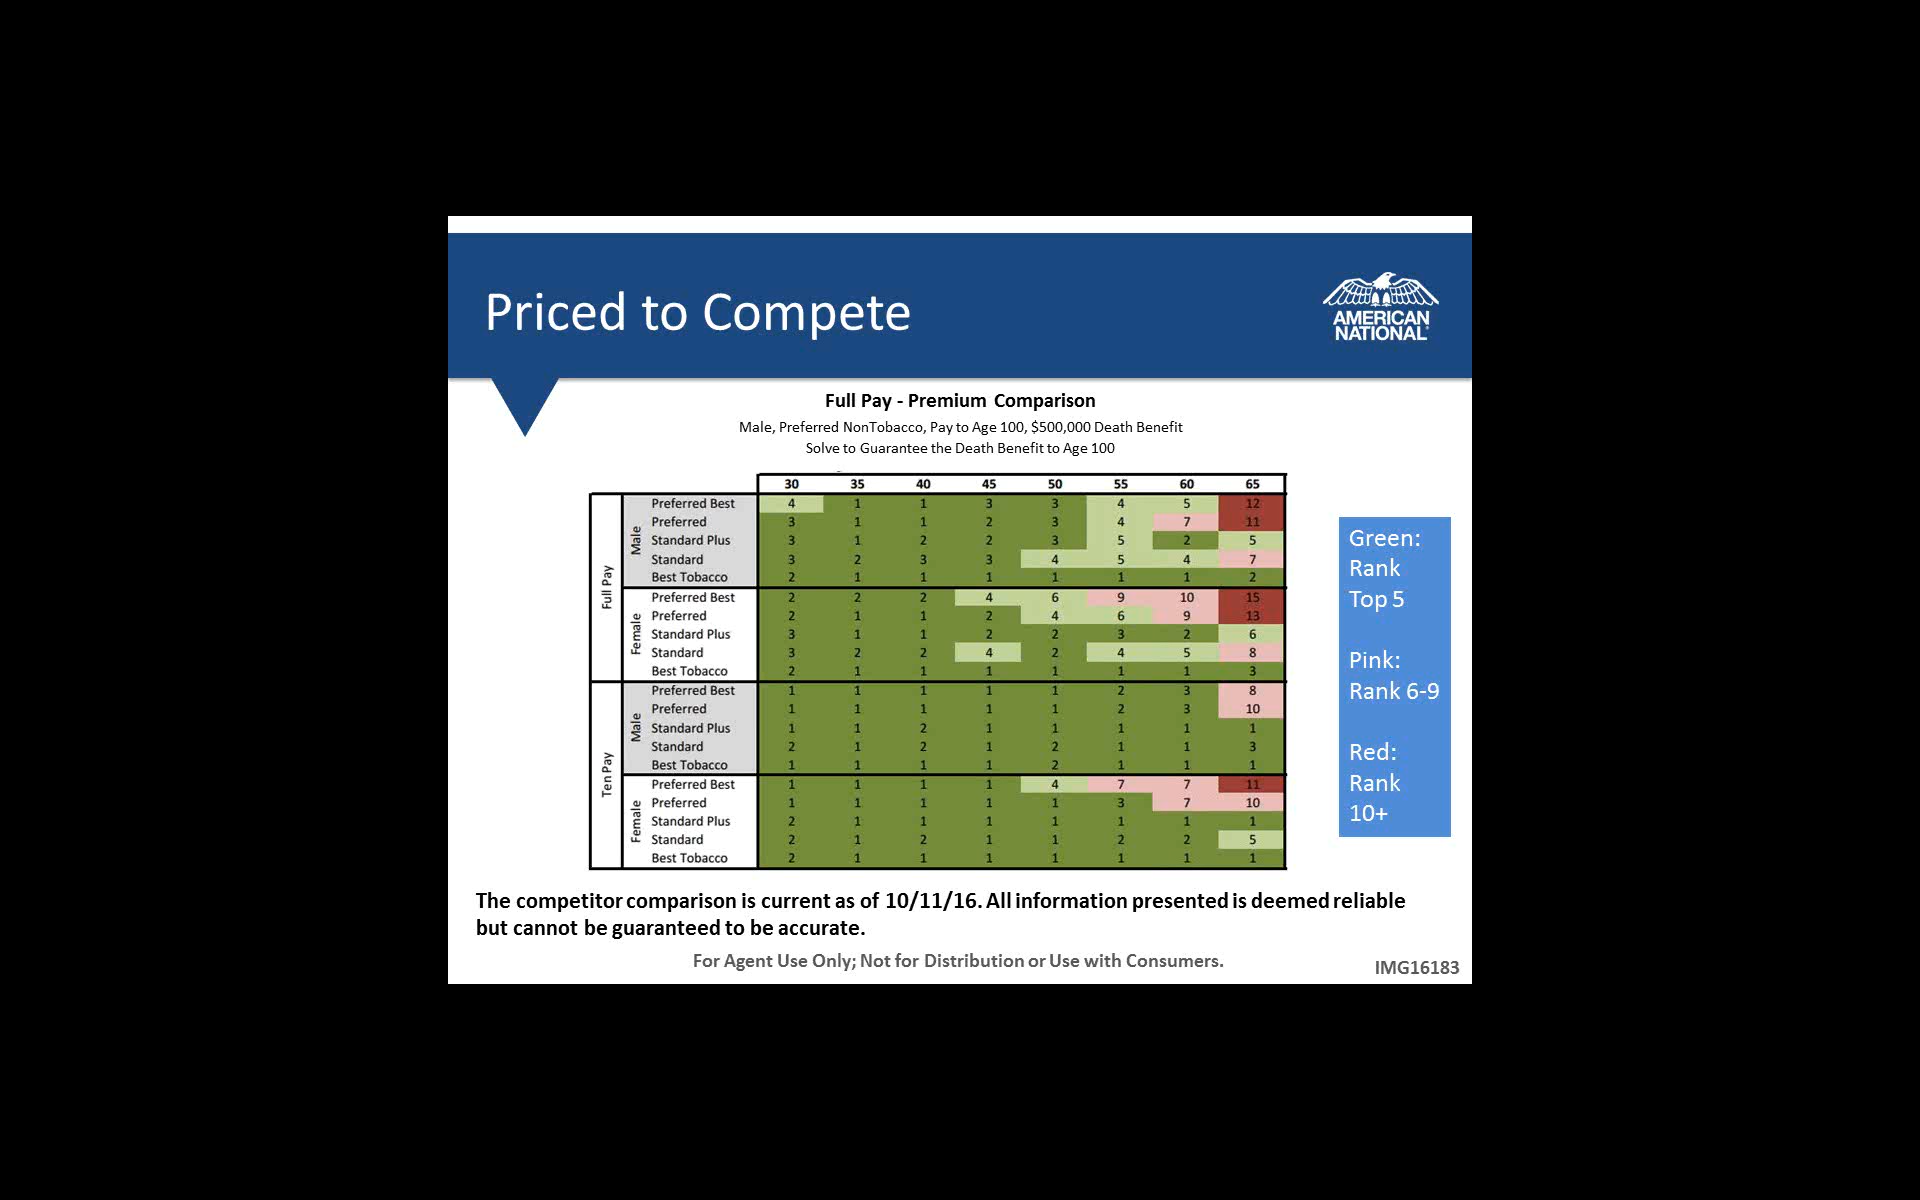 Priced to Compete
AMERICAN
NATIONAL
Full Pay - Premium Comparison
Male, Preferred NonTobacco, Pay to Age 100, $500,000 Death Benefit
Solve to Guarantee the Death Benefit to Age 100
30 35 40 45 50 55 60 65
Full Pay
Male
Preferred Best 4 1 1 3 3 4 5 12
Preferred 3 1 1 2 3 4 7 11
Standard Plus 3 1 2 2 3 5 2 5
Standard 3 2 3 3 4 5 4 7
Best Tobacco 2 1 1 1 1 1 1 2
Female
Preferred Best 2 2 2 4 6 9 10 15
Preferred 2 1 1 2 4 6 9 13
Standard Plus 3 1 1 2 2 3 2 6
Standard 3 2 2 4 2 4 5 8
Best Tobacco 2 1 1 1 1 1 1 3
Ten Pay
Male
Preferred Best 1 1 1 1 1 2 3 8
Preferred 1 1 1 1 1 2 3 10
Standard Plus 1 1 2 1 1 1 1 1
Standard 2 1 2 1 2 1 1 3
Best Tobacco 1 1 1 1 2 1 1 1
Female
Preferred Best 1 1 1 1 4 7 7 11
Preferred 1 1 1 1 1 3 7 10
Standard Plus 2 1 1 1 1 1 1 1
Standard 2 1 2 1 1 2 2 5
Best Tobacco 2 1 1 1 1 1 1 1
Green:
Rank
Top 5
Pink:
Rank 6-9
Red:
Rank
10+
The competitor comparison is current as of 10/11/16. All information presented is deemed reliable
but cannot be guaranteed to be accurate.
For Agent Use Only; Not for Distribution or Use with Consumers.
IMG16183